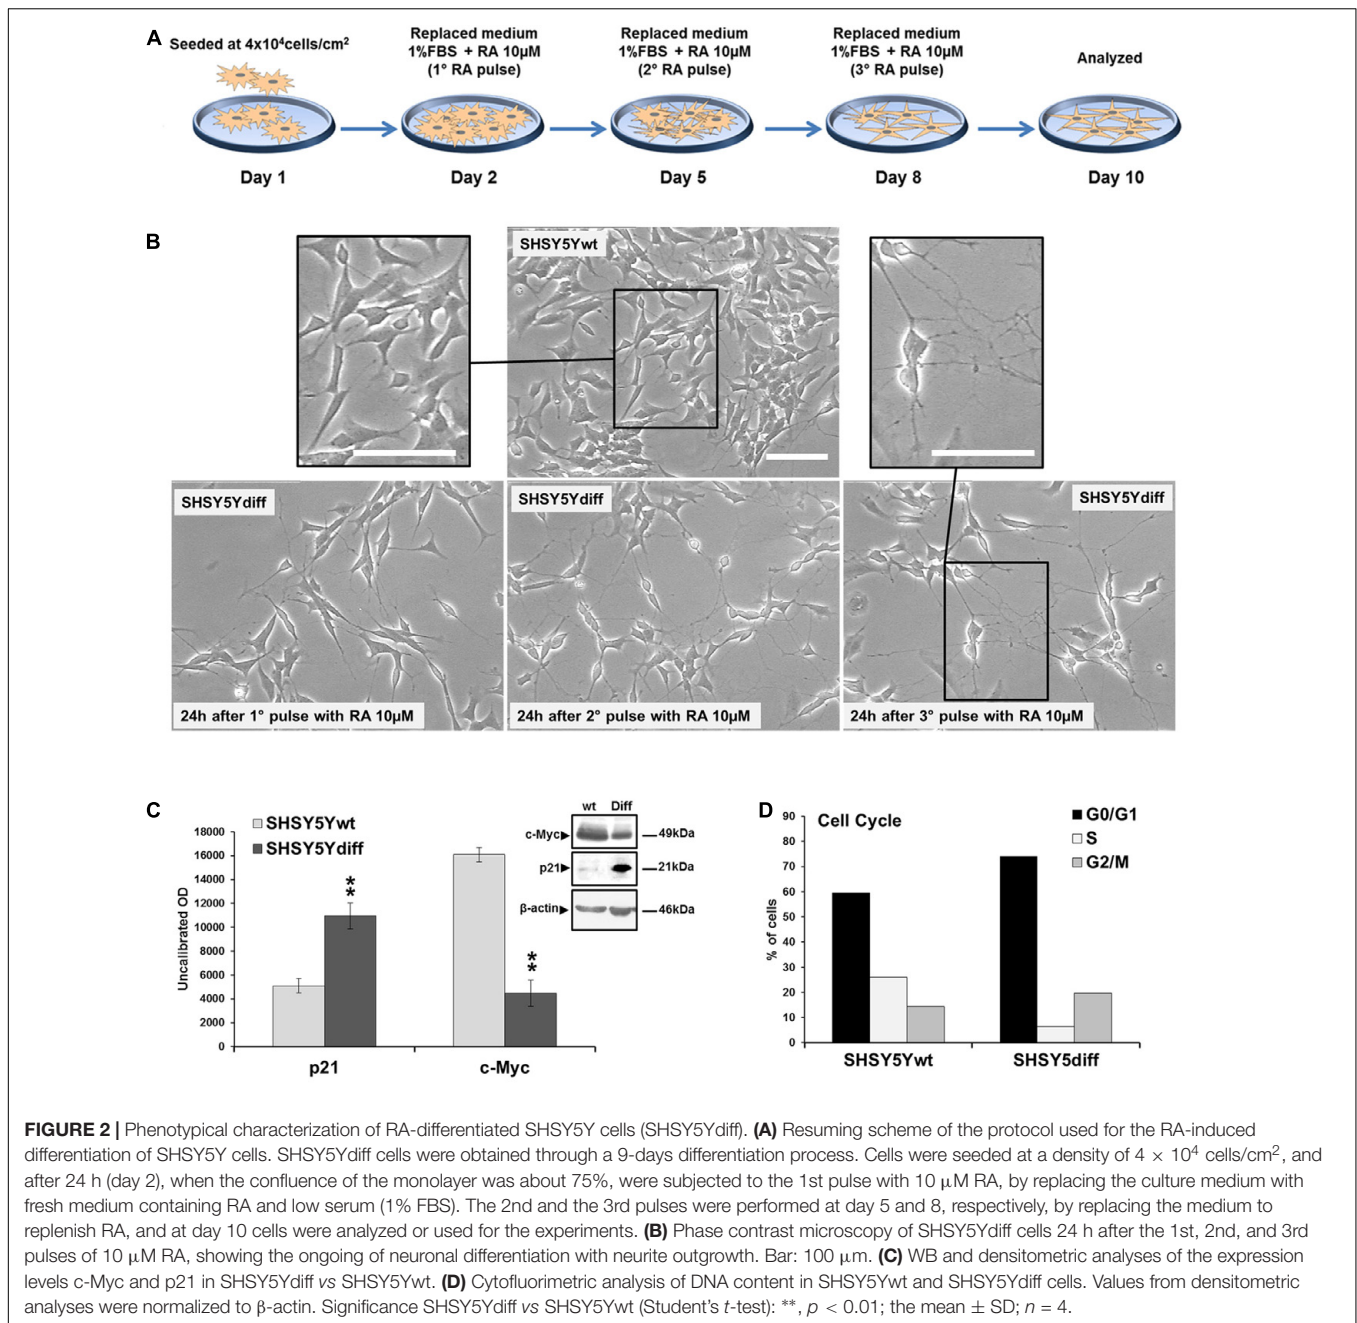 A
Seeded at 4x10⁴cells/cm²
Replaced medium
1%FBS + RA 10µM
(1° RA pulse)
Replaced medium
1%FBS + RA 10µM
(2° RA pulse)
Replaced medium
1%FBS + RA 10µM
(3° RA pulse)
Analyzed
Day 1
Day 2
Day 5
Day 8
Day 10
B
SHSY5Ywt
SHSY5Ydiff
24h after 1° pulse with RA 10µM
SHSY5Ydiff
24h after 2° pulse with RA 10µM
SHSY5Ydiff
24h after 3° pulse with RA 10µM
C
SHSY5Ywt
SHSY5Ydiff
Uncalibrated OD
18000
16000
14000
12000
10000
8000
6000
4000
2000
0
**
**
p21
c-Myc
wt Diff
c-Myc 49kDa
p21 21kDa
β-actin 46kDa
D
Cell Cycle
G0/G1
S
G2/M
% of cells
90
80
70
60
50
40
30
20
10
0
SHSY5Ywt
SHSY5diff
FIGURE 2 | Phenotypical characterization of RA-differentiated SHSY5Y cells (SHSY5Ydiff). (A) Resuming scheme of the protocol used for the RA-induced
differentiation of SHSY5Y cells. SHSY5Ydiff cells were obtained through a 9-days differentiation process. Cells were seeded at a density of 4 × 10⁴ cells/cm², and
after 24 h (day 2), when the confluence of the monolayer was about 75%, were subjected to the 1st pulse with 10 µM RA, by replacing the culture medium with
fresh medium containing RA and low serum (1% FBS). The 2nd and the 3rd pulses were performed at day 5 and 8, respectively, by replacing the medium to
replenish RA, and at day 10 cells were analyzed or used for the experiments. (B) Phase contrast microscopy of SHSY5Ydiff cells 24 h after the 1st, 2nd, and 3rd
pulses of 10 µM RA, showing the ongoing of neuronal differentiation with neurite outgrowth. Bar: 100 µm. (C) WB and densitometric analyses of the expression
levels c-Myc and p21 in SHSY5Ydiff vs SHSY5Ywt. (D) Cytofluorimetric analysis of DNA content in SHSY5Ywt and SHSY5Ydiff cells. Values from densitometric
analyses were normalized to β-actin. Significance SHSY5Ydiff vs SHSY5Ywt (Student's t-test): **, p < 0.01; the mean ± SD; n = 4.